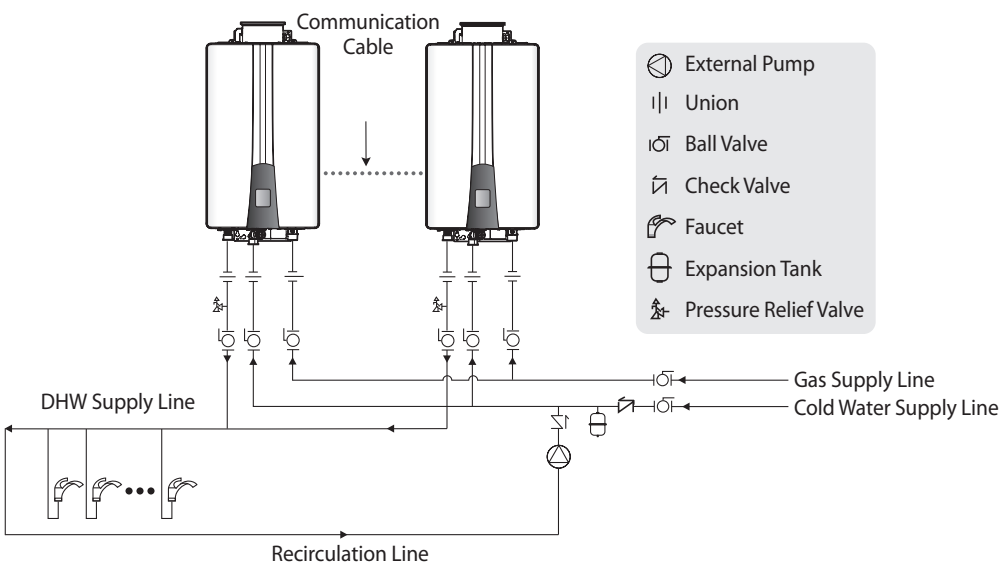 Communication
Cable
External Pump
Union
Ball Valve
Check Valve
Faucet
Expansion Tank
Pressure Relief Valve
Gas Supply Line
Cold Water Supply Line
DHW Supply Line
Recirculation Line